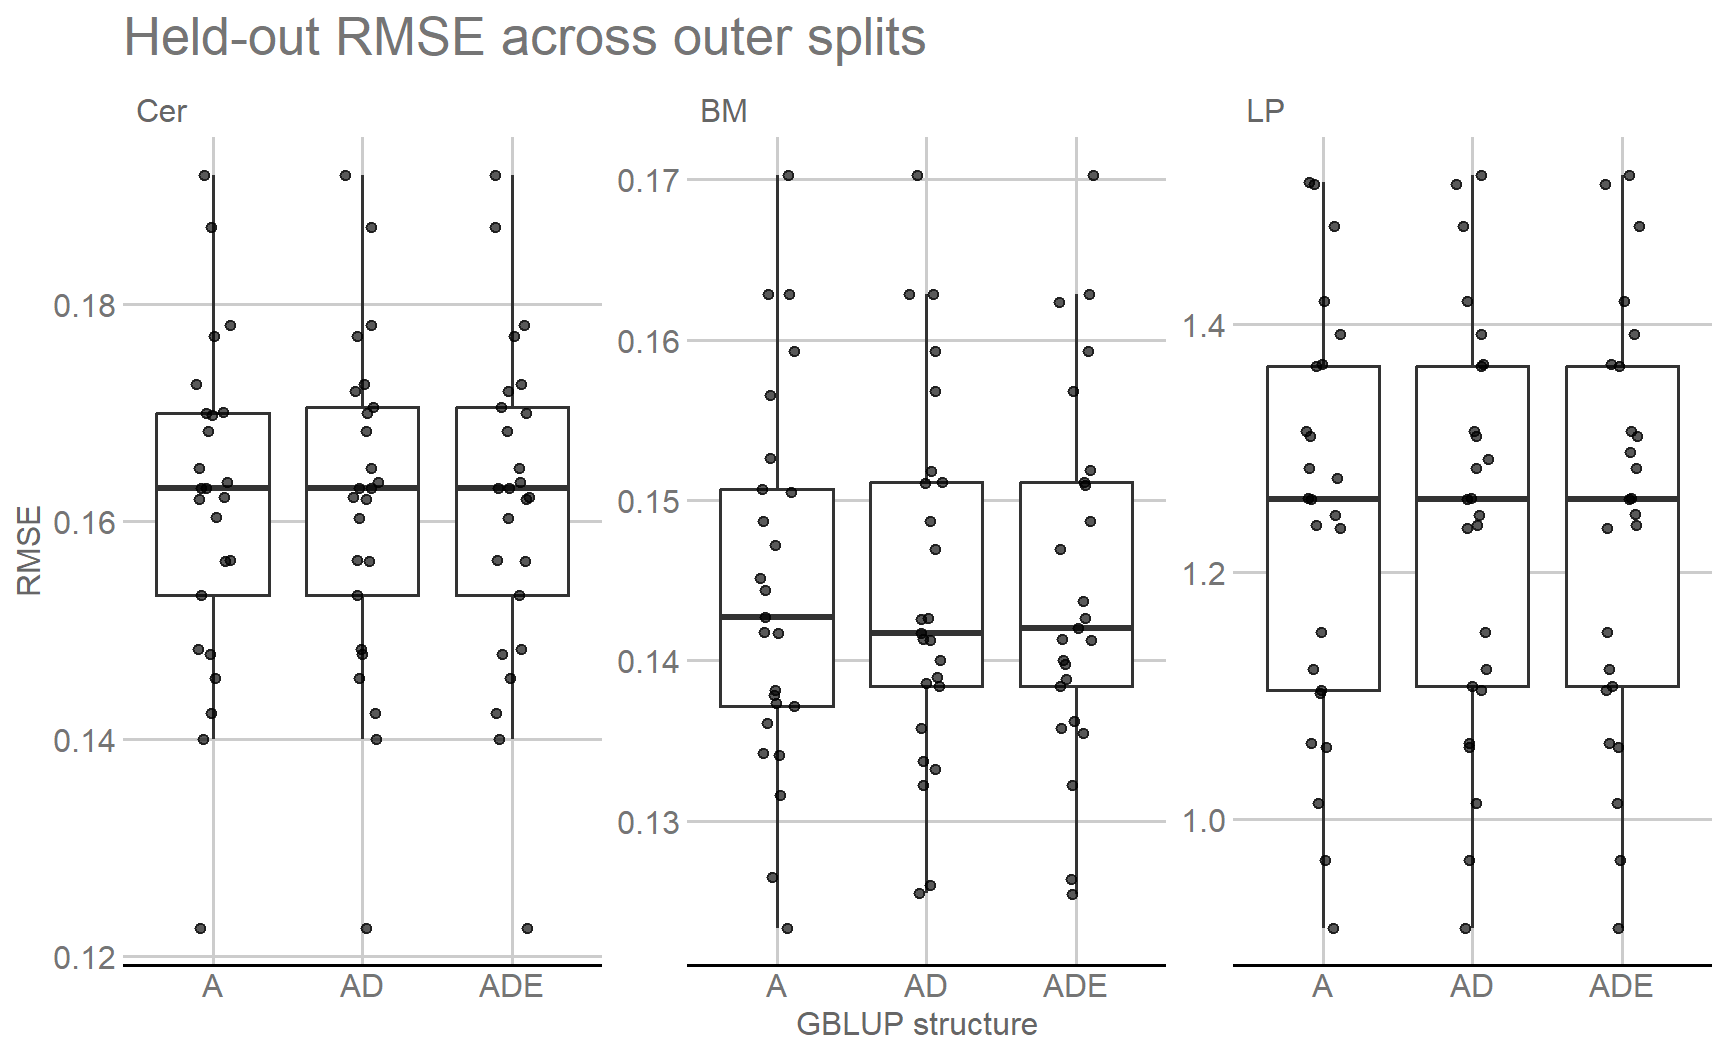 Held-out RMSE across outer splits
Cer
BM
LP
RMSE
0.18
0.16
0.14
0.12
0.17
0.16
0.15
0.14
0.13
1.4
1.2
1.0
A AD ADE
A AD ADE
A AD ADE
GBLUP structure